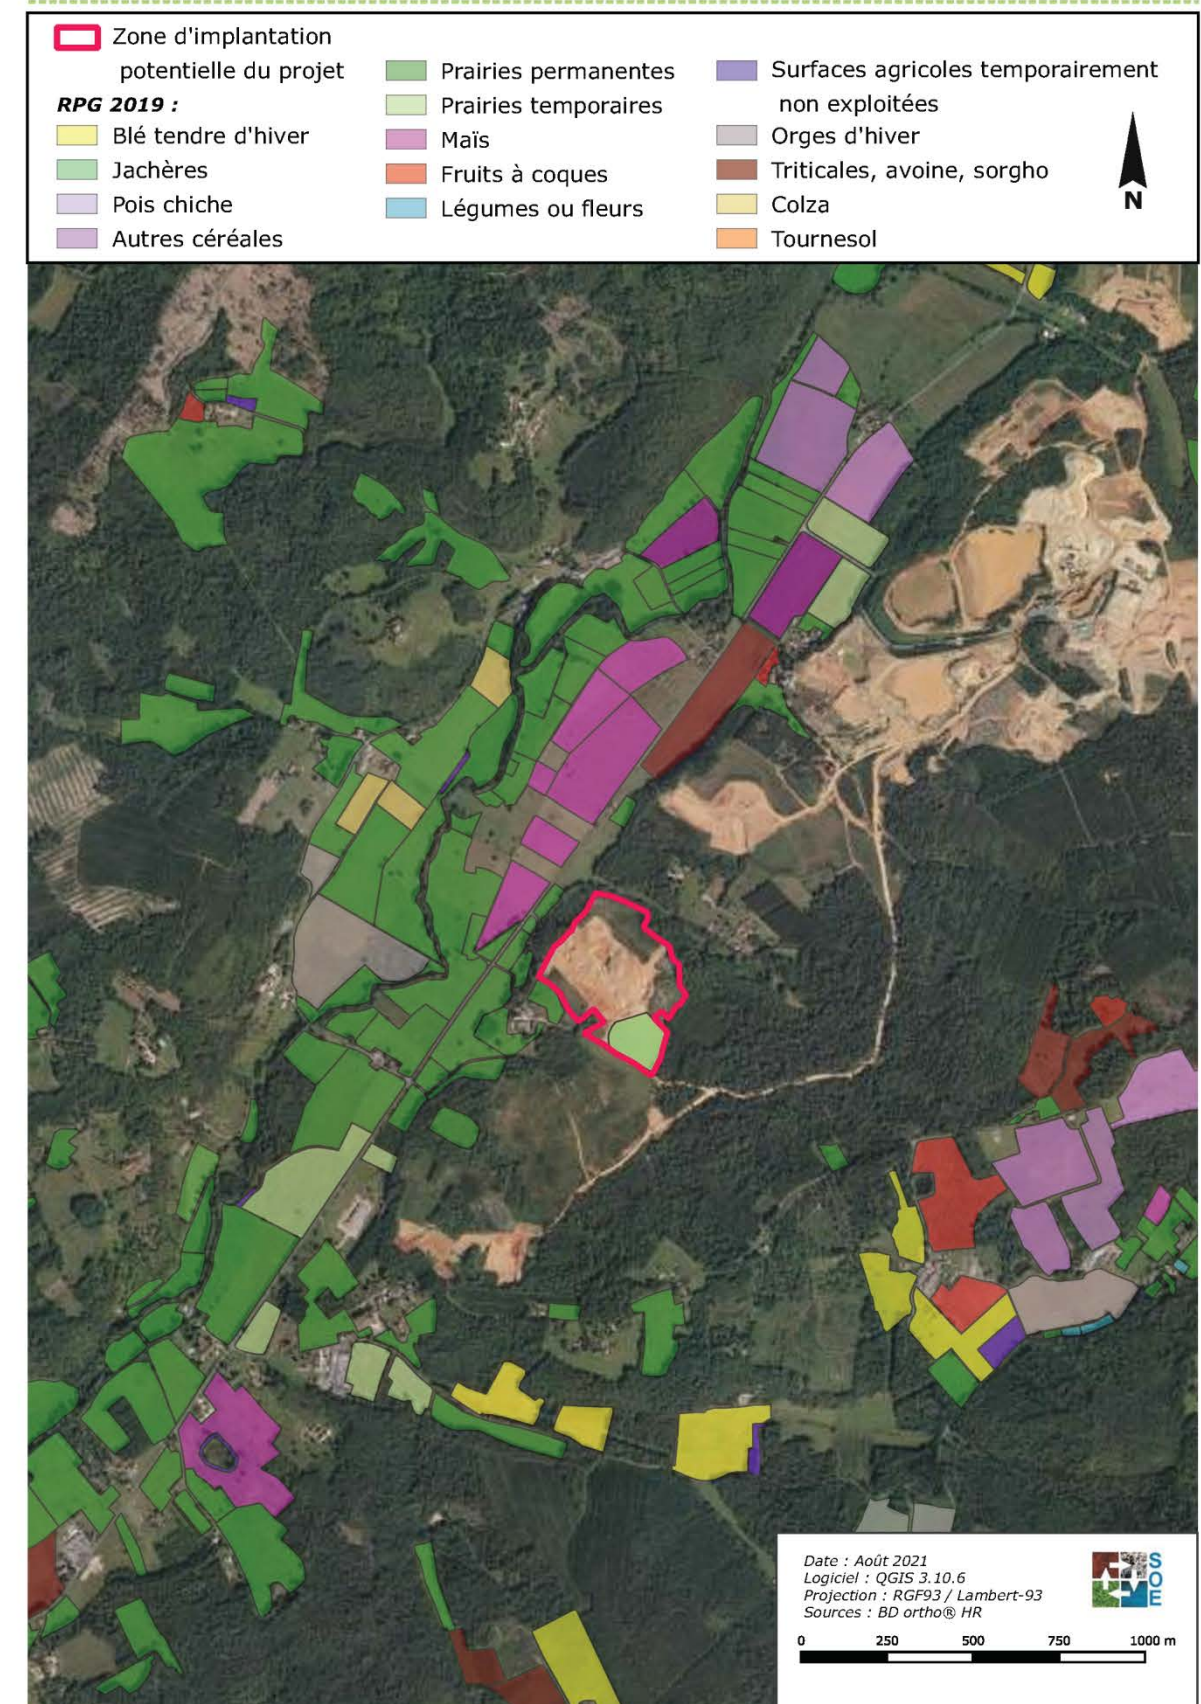 Zone d'implantation
potentielle du projet
RPG 2019 :
Blé tendre d'hiver
Jachères
Pois chiche
Autres céréales
Prairies permanentes
Prairies temporaires
Maïs
Fruits à coques
Légumes ou fleurs
Surfaces agricoles temporairement
non exploitées
Orges d'hiver
Triticales, avoine, sorgho
Colza
Tournesol
N
Date : Août 2021
Logiciel : QGIS 3.10.6
Projection : RGF93 / Lambert-93
Sources : BD ortho® HR
SOE
0 250 500 750 1000 m